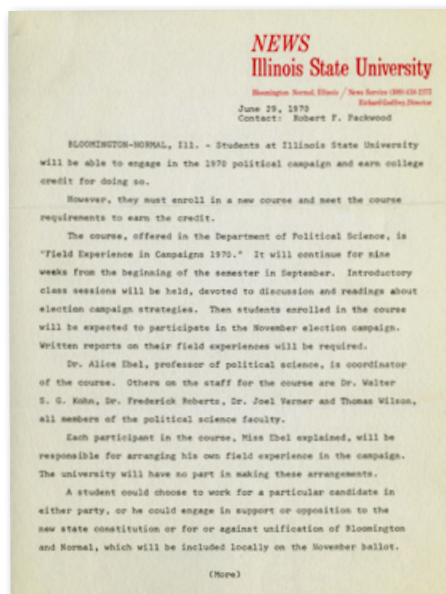 NEWS
Illinois State University
Bloomington Normal, Illinois / News Service (309) 438-2375
Richard Godfrey, Director
June 29, 1970
Contact: Robert F. Packwood
BLOOMINGTON-NORMAL, Ill. - Students at Illinois State University
will be able to engage in the 1970 political campaign and earn college
credit for doing so.
However, they must enroll in a new course and meet the course
requirements to earn the credit.
The course, offered in the Department of Political Science, is
"Field Experience in Campaigns 1970." It will continue for nine
weeks from the beginning of the semester in September. Introductory
class sessions will be held, devoted to discussion and readings about
election campaign strategies. Then students enrolled in the course
will be expected to participate in the November election campaign.
Written reports on their field experiences will be required.
Dr. Alice Ebel, professor of political science, is coordinator
of the course. Others on the staff for the course are Dr. Walter
S. G. Kohn, Dr. Frederick Roberts, Dr. Joel Verner and Thomas Wilson,
all members of the political science faculty.
Each participant in the course, Miss Ebel explained, will be
responsible for arranging his own field experience in the campaign.
The university will have no part in making these arrangements.
A student could choose to work for a particular candidate in
either party, or he could engage in support or opposition to the
new state constitution or for or against unification of Bloomington
and Normal, which will be included locally on the November ballot.
(More)